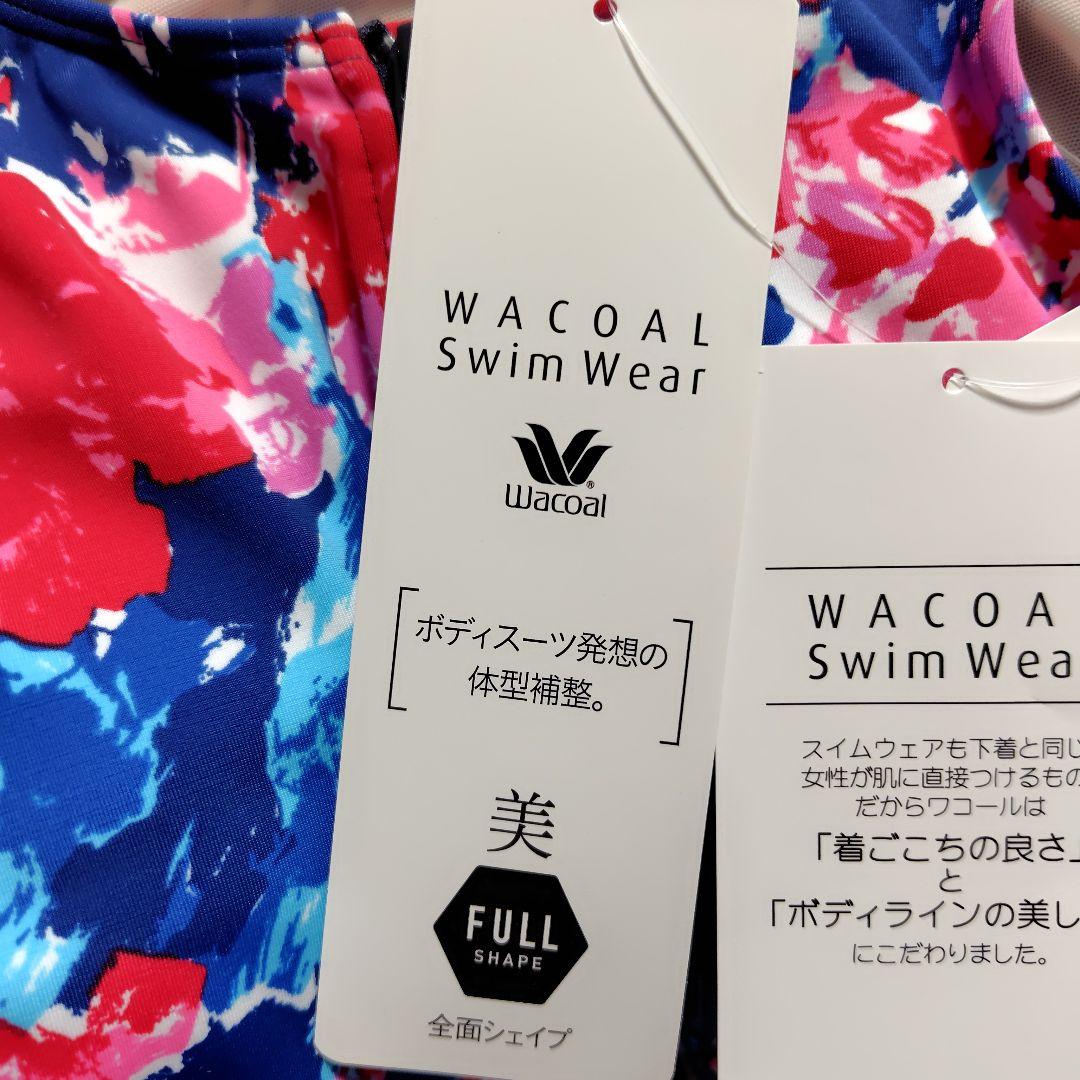 WACOAL
Swim Wear
Wacoal®
ボディスーツ発想の
体型補整。
美
FULL
SHAPE
全面シェイプ
WACOA
Swim Wea
スイムウェアも下着と同じ
女性が肌に直接つけるもの
だからワコールは
「着ごこちの良さ」
と
「ボディラインの美し
にこだわりました。